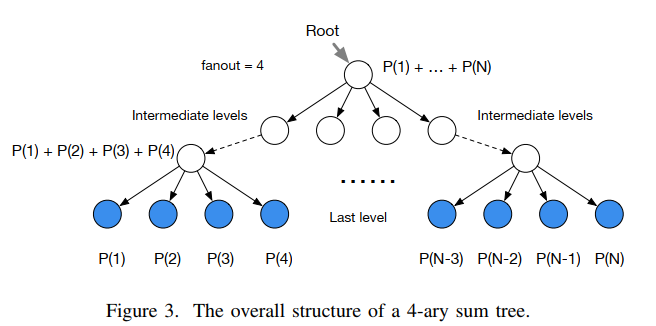 Root
fanout = 4
P(1) + ... + P(N)
Intermediate levels
Intermediate levels
P(1) + P(2) + P(3) + P(4)
......
Last level
P(1) P(2) P(3) P(4)
P(N-3) P(N-2) P(N-1) P(N)
Figure 3. The overall structure of a 4-ary sum tree.